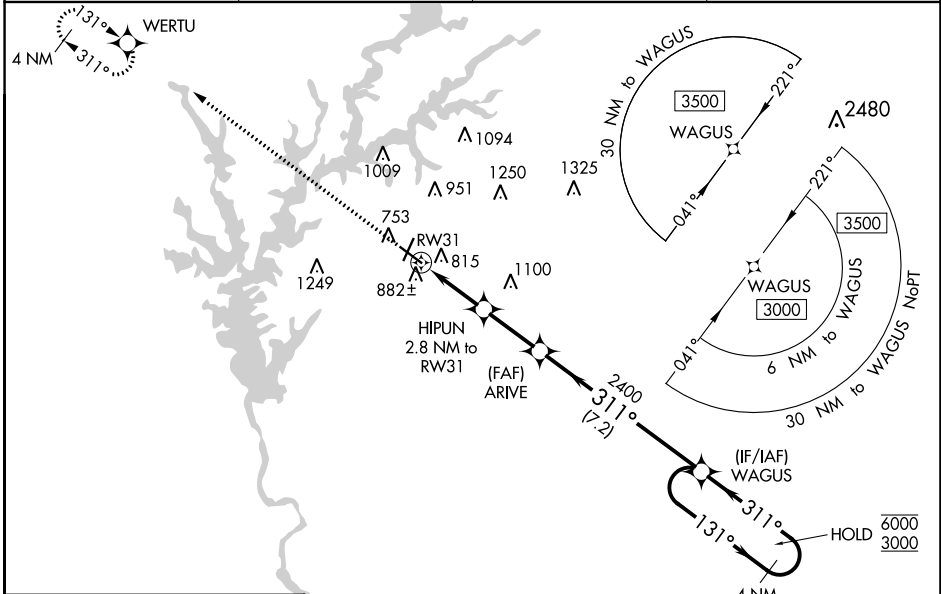 131°
WERTU
4 NM
311°
30 NM to WAGUS
221°
3500
WAGUS
041°
2480
1094
1009
1250
1325
951
753
RW31
815
1249
882±
1100
221°
3500
WAGUS
3000
041°
6 NM to WAGUS
30 NM to WAGUS NoPT
HIPUN
2.8 NM to
RW31
(FAF)
ARIVE
2400
311°
(7.2)
(IF/IAF)
WAGUS
311°
131°
HOLD
6000
3000
4 NM